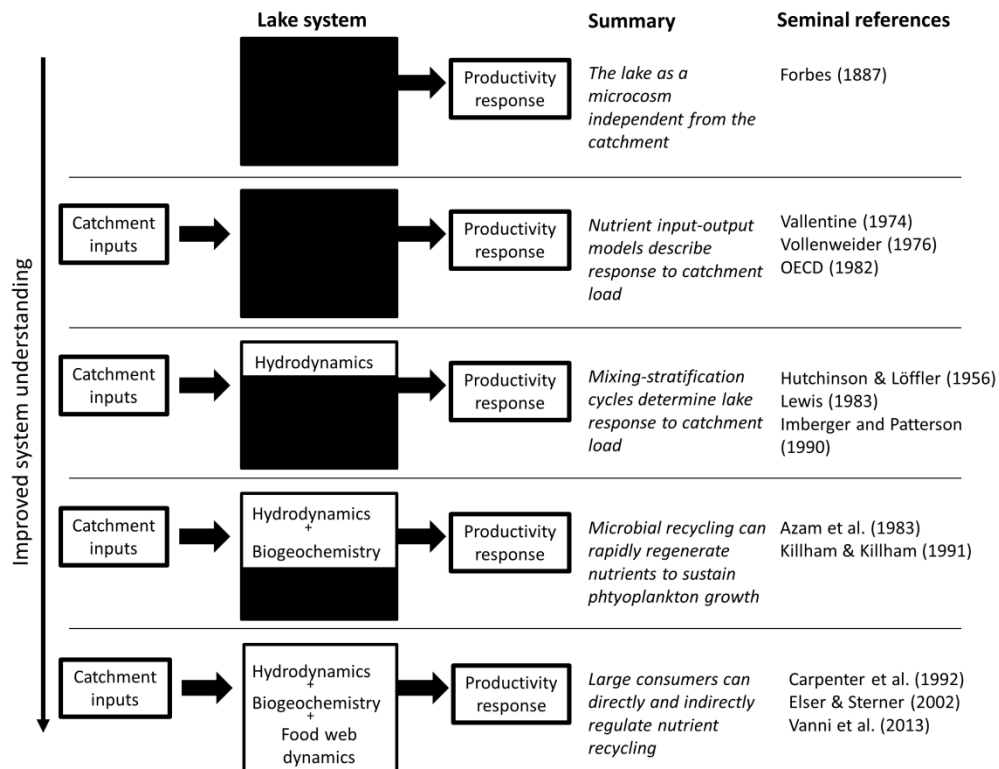 Lake system
Summary
Seminal references
Improved system understanding
Productivity
response
The lake as a
microcosm
independent from the
catchment
Forbes (1887)
Catchment
inputs
Productivity
response
Nutrient input-output
models describe
response to catchment
load
Vallentine (1974)
Vollenweider (1976)
OECD (1982)
Catchment
inputs
Hydrodynamics
Productivity
response
Mixing-stratification
cycles determine lake
response to catchment
load
Hutchinson & Löffler (1956)
Lewis (1983)
Imberger and Patterson
(1990)
Catchment
inputs
Hydrodynamics
+
Biogeochemistry
Productivity
response
Microbial recycling can
rapidly regenerate
nutrients to sustain
phtyoplankton growth
Azam et al. (1983)
Killham & Killham (1991)
Catchment
inputs
Hydrodynamics
+
Biogeochemistry
+
Food web
dynamics
Productivity
response
Large consumers can
directly and indirectly
regulate nutrient
recycling
Carpenter et al. (1992)
Elser & Sterner (2002)
Vanni et al. (2013)